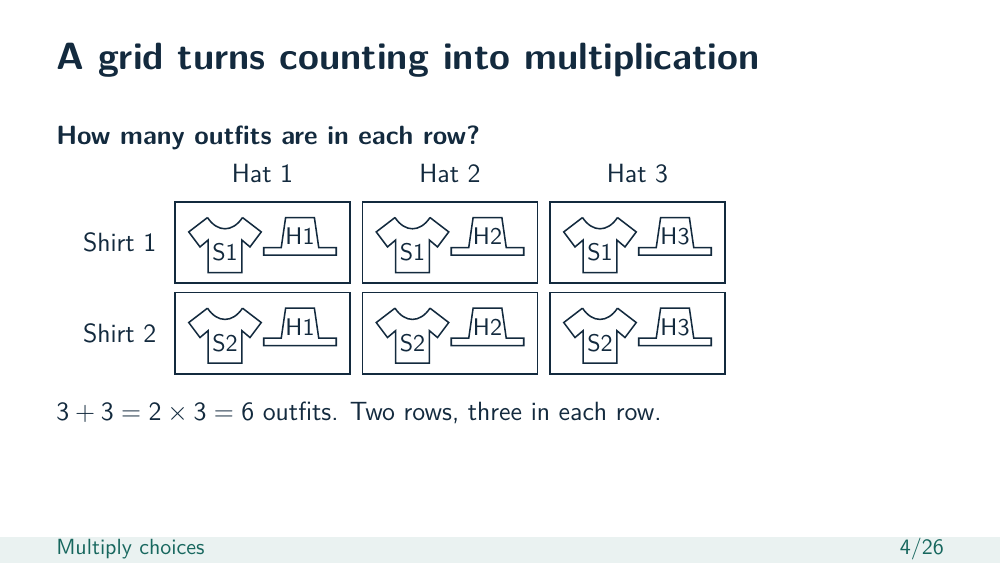 A grid turns counting into multiplication
How many outfits are in each row?
Hat 1 Hat 2 Hat 3
Shirt 1 S1 H1 S1 H2 S1 H3
Shirt 2 S2 H1 S2 H2 S2 H3
3 + 3 = 2 × 3 = 6 outfits. Two rows, three in each row.
Multiply choices 4/26